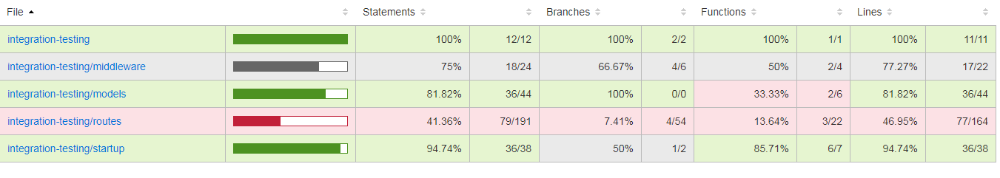 File Statements Branches Functions Lines
integration-testing 100% 12/12 100% 2/2 100% 1/1 100% 11/11
integration-testing/middleware 75% 18/24 66.67% 4/6 50% 2/4 77.27% 17/22
integration-testing/models 81.82% 36/44 100% 0/0 33.33% 2/6 81.82% 36/44
integration-testing/routes 41.36% 79/191 7.41% 4/54 13.64% 3/22 46.95% 77/164
integration-testing/startup 94.74% 36/38 50% 1/2 85.71% 6/7 94.74% 36/38